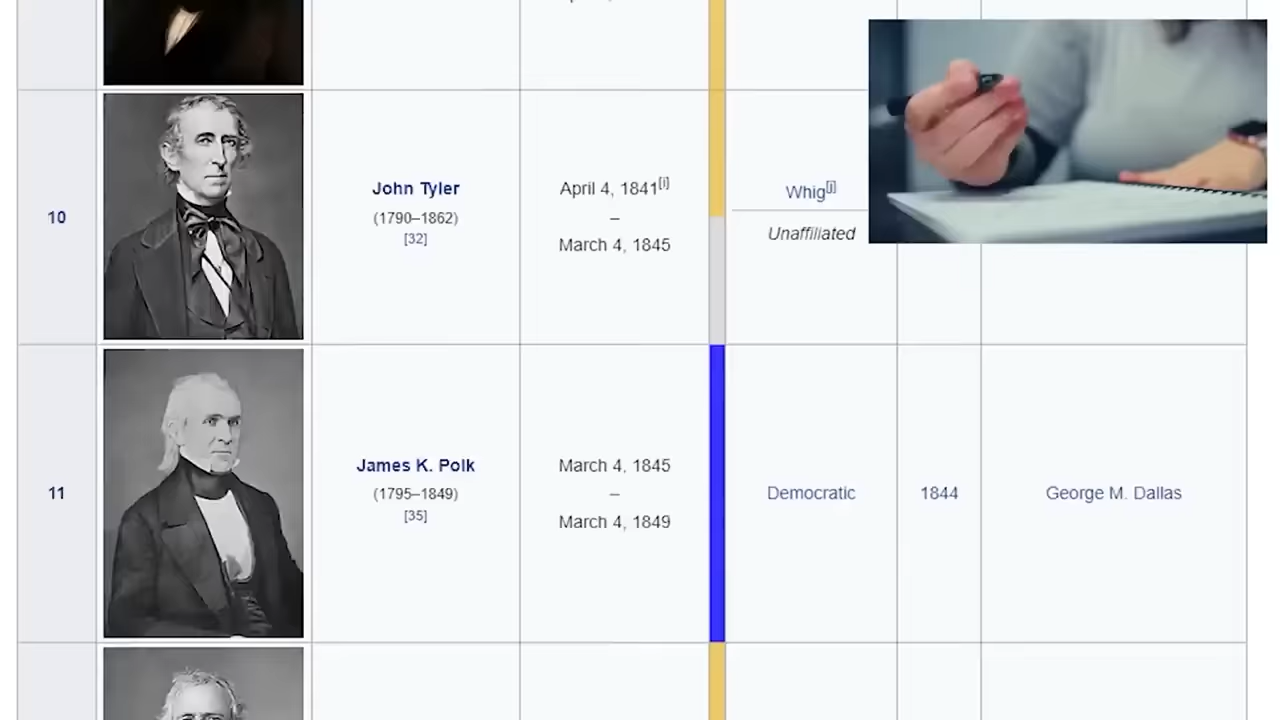 10
John Tyler
(1790–1862)
[32]
April 4, 1841[i]
–
March 4, 1845
Whig[j]
Unaffiliated
11
James K. Polk
(1795–1849)
[35]
March 4, 1845
–
March 4, 1849
Democratic
1844
George M. Dallas